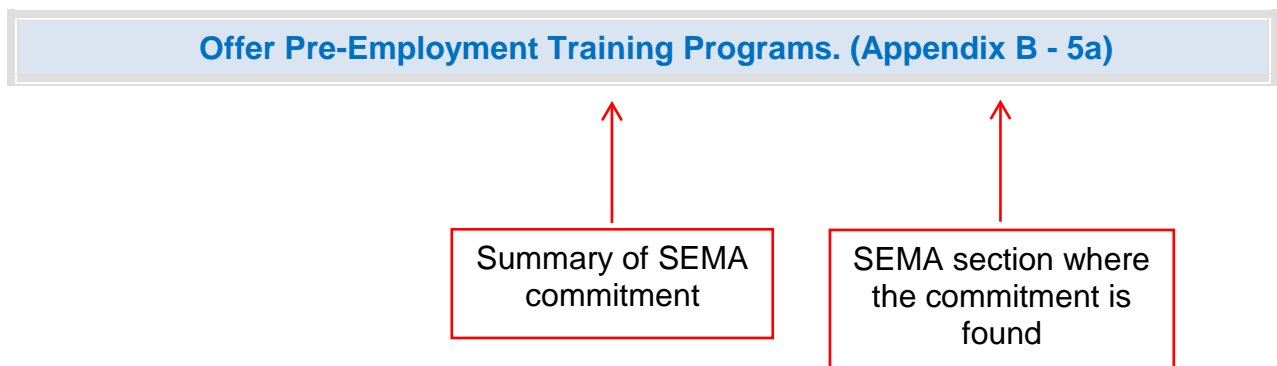 Offer Pre-Employment Training Programs. (Appendix B - 5a)
Summary of SEMA
commitment
SEMA section where
the commitment is
found